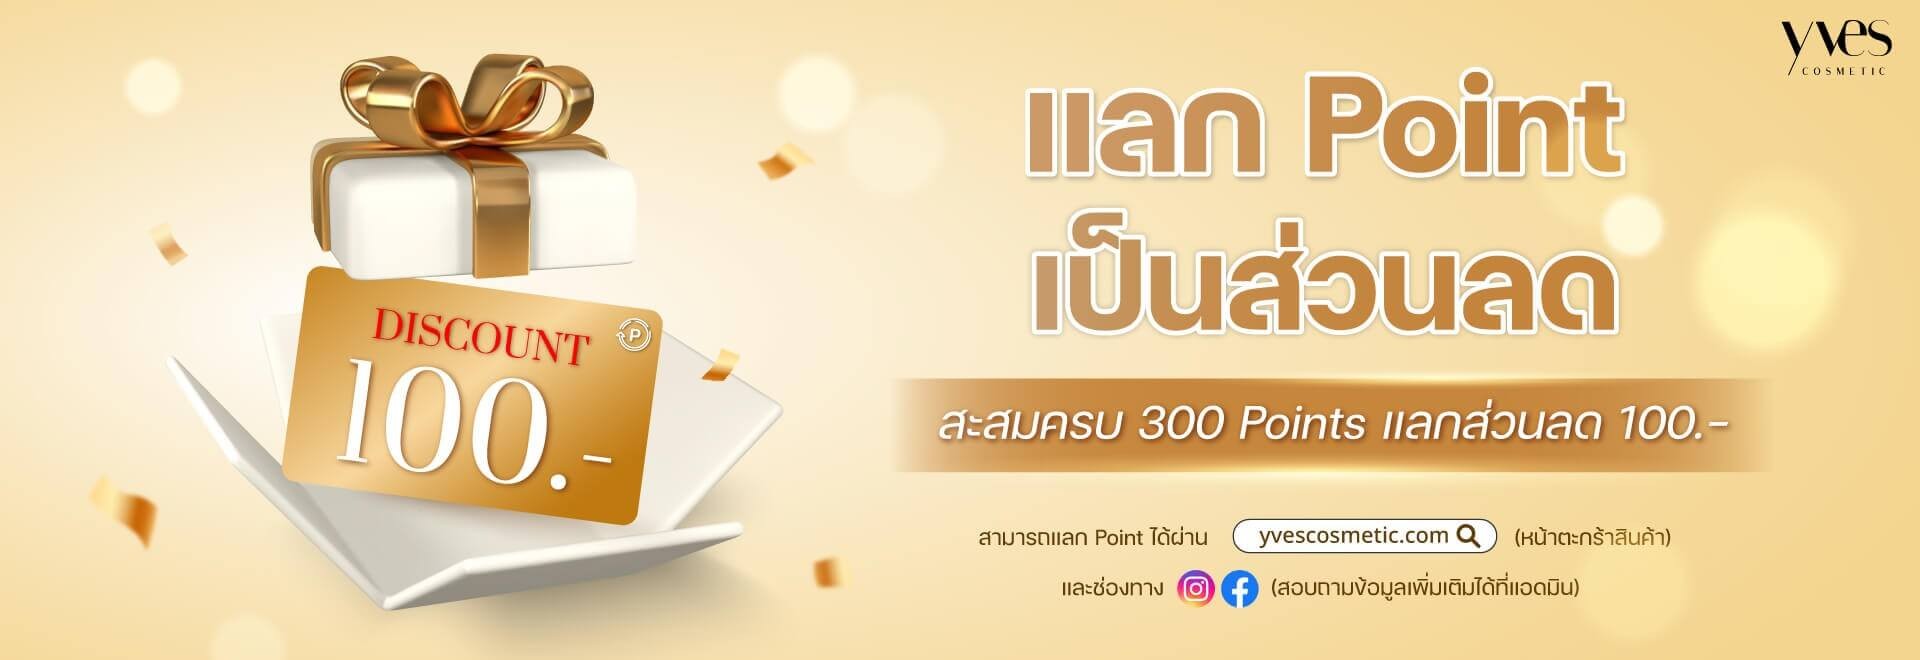 yves
COSMETIC
แลก Point
เป็นส่วนลด
DISCOUNT
P
100.-
สะสมครบ 300 Points แลกส่วนลด 100.-
สามารถแลก Point ได้ผ่าน yvescosmetic.com (หน้าตะกร้าสินค้า)
และช่องทาง (สอบถามข้อมูลเพิ่มเติมได้ที่แอดมิน)